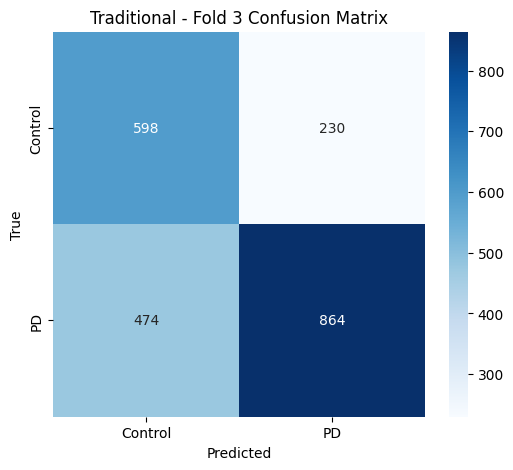 Traditional - Fold 3 Confusion Matrix
True
Control
598
230
PD
474
864
Control
PD
Predicted
800
700
600
500
400
300